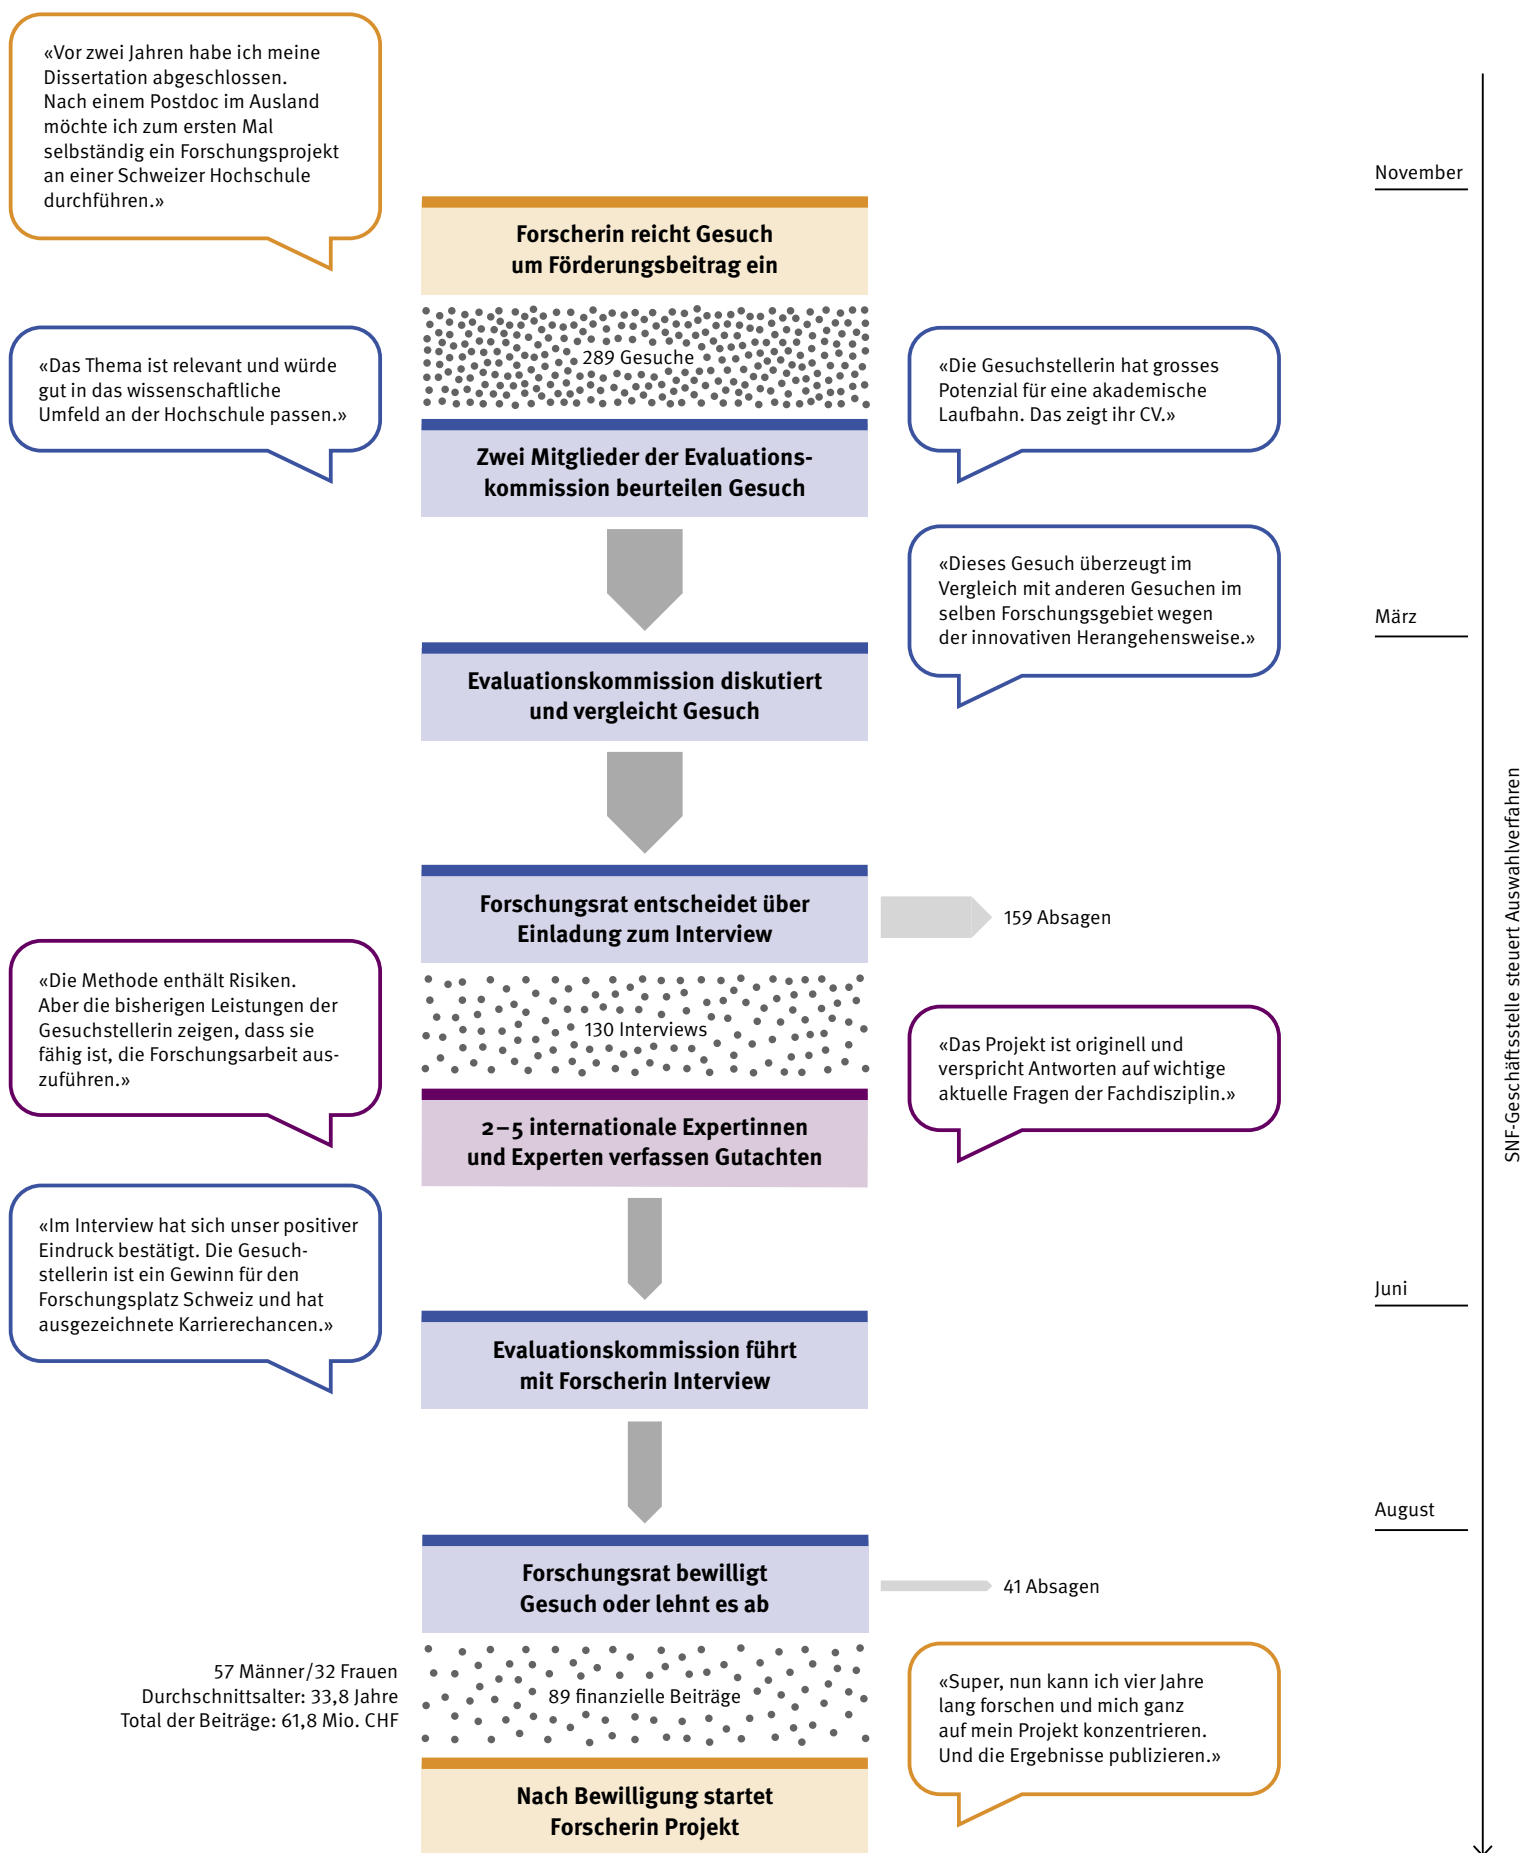 «Vor zwei Jahren habe ich meine
Dissertation abgeschlossen.
Nach einem Postdoc im Ausland
möchte ich zum ersten Mal
selbständig ein Forschungsprojekt
an einer Schweizer Hochschule
durchführen.»
November
Forscherin reicht Gesuch
um Förderungsbeitrag ein
289 Gesuche
«Das Thema ist relevant und würde
gut in das wissenschaftliche
Umfeld an der Hochschule passen.»
«Die Gesuchstellerin hat grosses
Potenzial für eine akademische
Laufbahn. Das zeigt ihr CV.»
Zwei Mitglieder der Evaluations-
kommission beurteilen Gesuch
«Dieses Gesuch überzeugt im
Vergleich mit anderen Gesuchen im
selben Forschungsgebiet wegen
der innovativen Herangehensweise.»
März
Evaluationskommission diskutiert
und vergleicht Gesuch
SNF-Geschäftsstelle steuert Auswahlverfahren
Forschungsrat entscheidet über
Einladung zum Interview
159 Absagen
«Die Methode enthält Risiken.
Aber die bisherigen Leistungen der
Gesuchstellerin zeigen, dass sie
fähig ist, die Forschungsarbeit aus-
zuführen.»
130 Interviews
«Das Projekt ist originell und
verspricht Antworten auf wichtige
aktuelle Fragen der Fachdisziplin.»
2–5 internationale Expertinnen
und Experten verfassen Gutachten
«Im Interview hat sich unser positiver
Eindruck bestätigt. Die Gesuch-
stellerin ist ein Gewinn für den
Forschungsplatz Schweiz und hat
ausgezeichnete Karrierechancen.»
Juni
Evaluationskommission führt
mit Forscherin Interview
August
Forschungsrat bewilligt
Gesuch oder lehnt es ab
41 Absagen
57 Männer/32 Frauen
Durchschnittsalter: 33,8 Jahre
Total der Beiträge: 61,8 Mio. CHF
89 finanzielle Beiträge
«Super, nun kann ich vier Jahre
lang forschen und mich ganz
auf mein Projekt konzentrieren.
Und die Ergebnisse publizieren.»
Nach Bewilligung startet
Forscherin Projekt